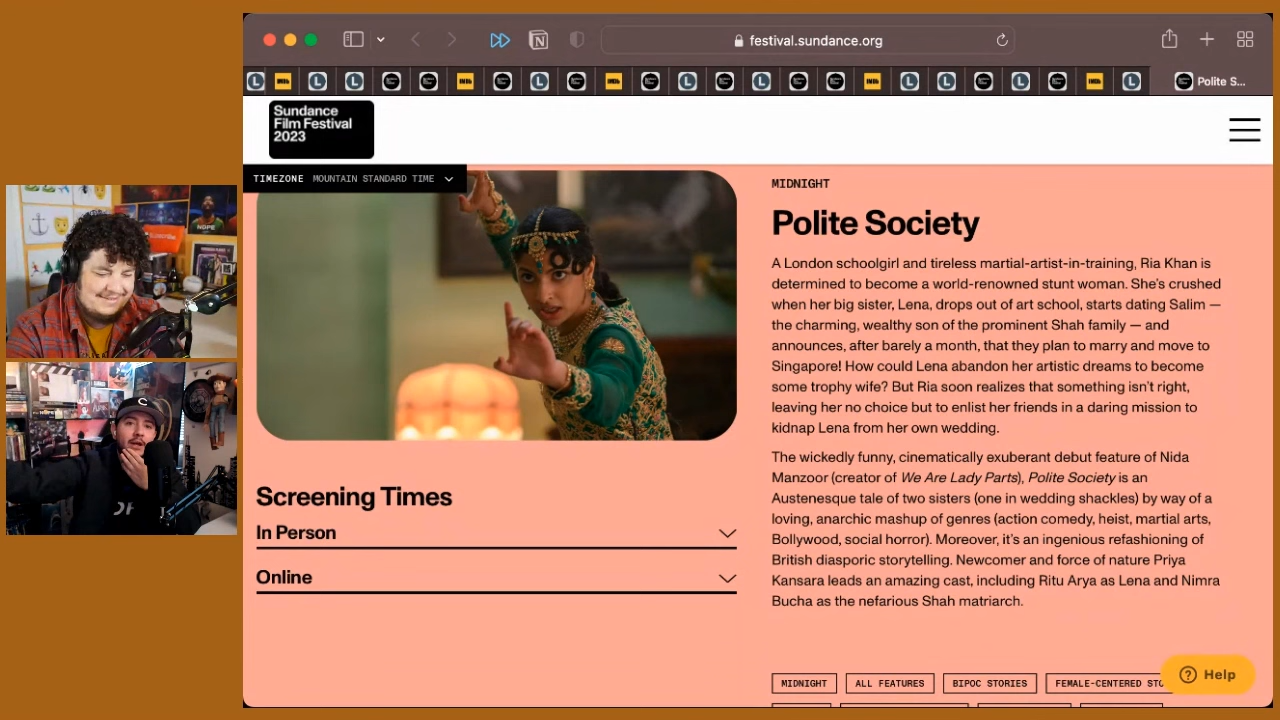 festival.sundance.org
Polite S...
Sundance
Film Festival
2023
TIMEZONE MOUNTAIN STANDARD TIME
MIDNIGHT
Polite Society
A London schoolgirl and tireless martial-artist-in-training, Ria Khan is
determined to become a world-renowned stunt woman. She's crushed
when her big sister, Lena, drops out of art school, starts dating Salim —
the charming, wealthy son of the prominent Shah family — and
announces, after barely a month, that they plan to marry and move to
Singapore! How could Lena abandon her artistic dreams to become
some trophy wife? But Ria soon realizes that something isn't right,
leaving her no choice but to enlist her friends in a daring mission to
kidnap Lena from her own wedding.
The wickedly funny, cinematically exuberant debut feature of Nida
Manzoor (creator of We Are Lady Parts), Polite Society is an
Austenesque tale of two sisters (one in wedding shackles) by way of a
loving, anarchic mashup of genres (action comedy, heist, martial arts,
Bollywood, social horror). Moreover, it's an ingenious refashioning of
British diasporic storytelling. Newcomer and force of nature Priya
Kansara leads an amazing cast, including Ritu Arya as Lena and Nimra
Bucha as the nefarious Shah matriarch.
Screening Times
In Person
Online
MIDNIGHT ALL FEATURES BIPOC STORIES FEMALE-CENTERED STO
Help
NOPE